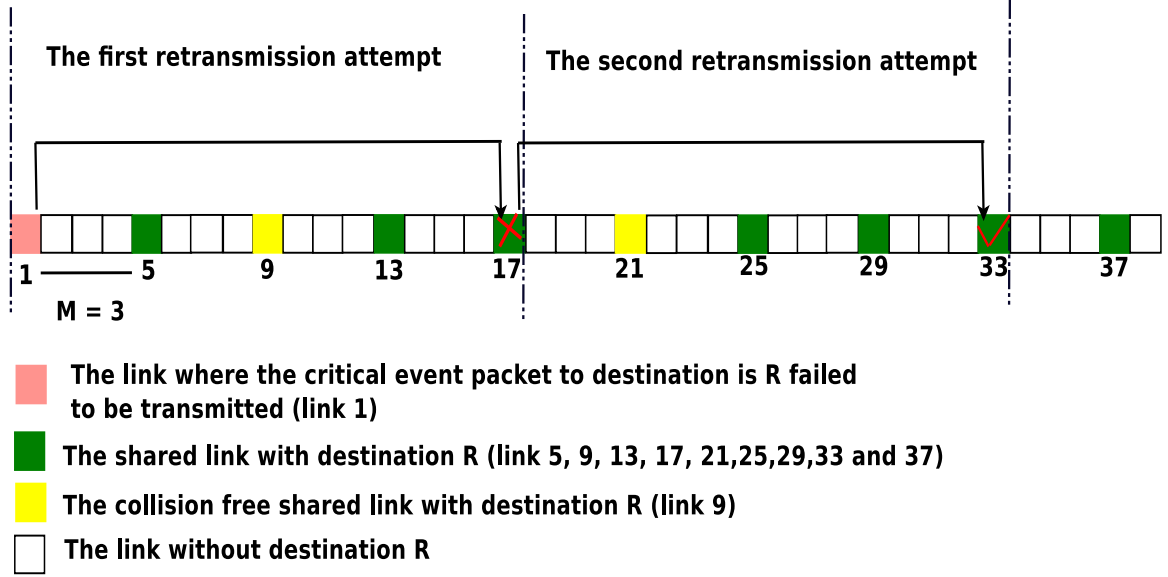 The first retransmission attempt
The second retransmission attempt
1 5 9 13 17 21 25 29 33 37
M = 3
The link where the critical event packet to destination is R failed
to be transmitted (link 1)
The shared link with destination R (link 5, 9, 13, 17, 21,25,29,33 and 37)
The collision free shared link with destination R (link 9)
The link without destination R